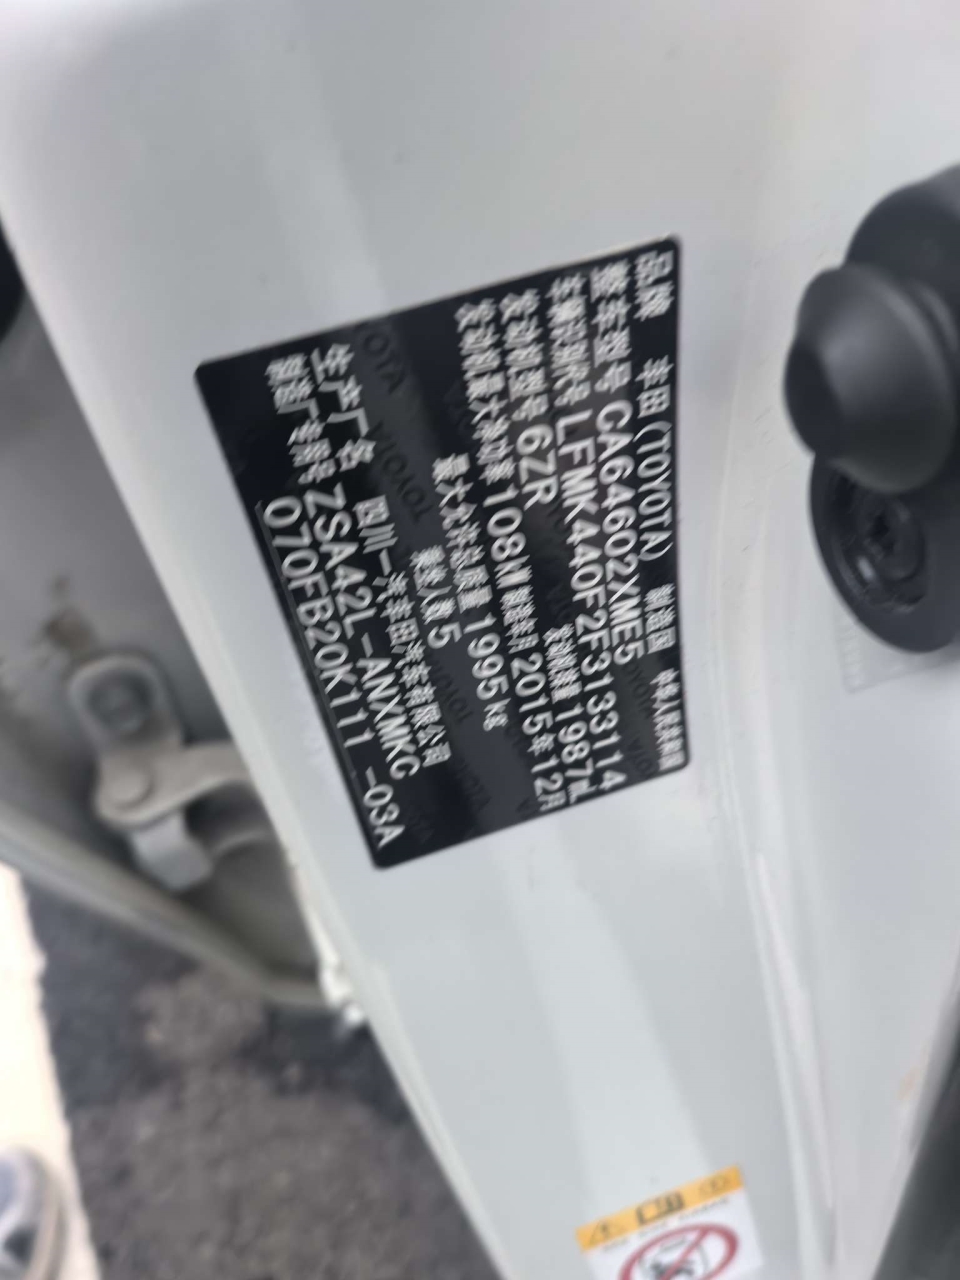 品牌 丰田(TOYOTA) 制造国 中华人民共和国
整车型号 CA64602XME5
车辆识别代号 LFMK440F2F3133114
发动机型号 6ZR 发动机排量 1987mL
发动机最大净功率 108kW 制造年月 2015年12月
最大允许总质量 1995kg
乘坐人数 5
生产厂名 四川一汽丰田汽车有限公司
制造厂专用号 ZSA42L-ANXMKC
070FB20K111 -03A